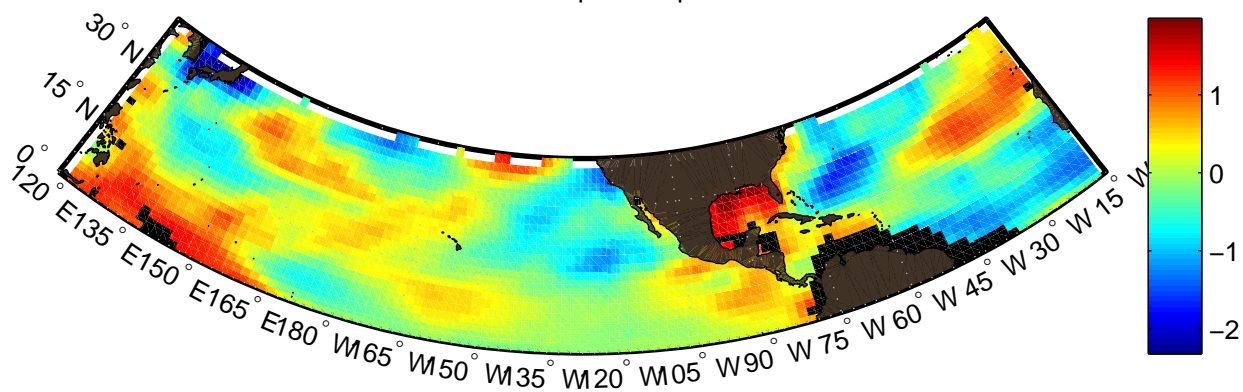 30° N
15° N
0°
120° E
135° E
150° E
165° E
180° W
165° W
150° W
135° W
120° W
105° W
90° W
75° W
60° W
45° W
30° W
15° W
1
0
−1
−2